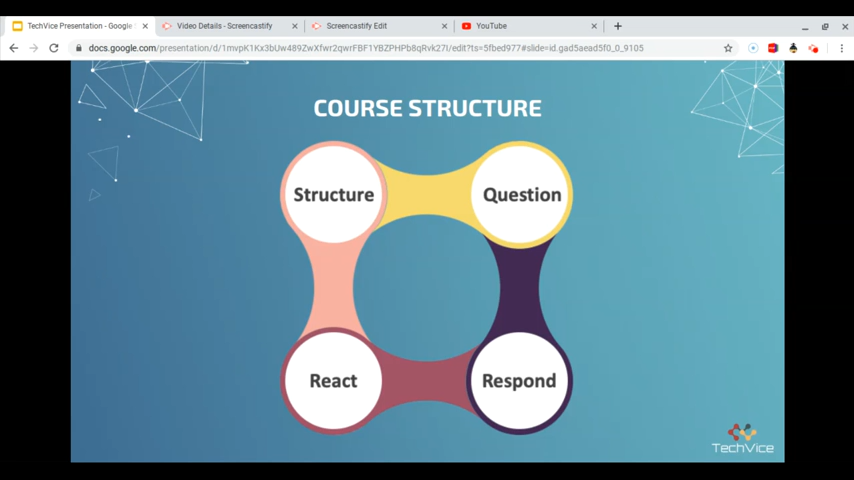 TechVice Presentation - Google
Video Details - Screencastify
Screencastify Edit
YouTube
docs.google.com/presentation/d/1mvpK1Kx3bUw489ZwXfwr2qwrFBF1YBZPHPb8qRvk27I/edit?ts=5fbed977#slide=id.gad5aead5f0_0_9105
COURSE STRUCTURE
Structure
Question
React
Respond
TechVice